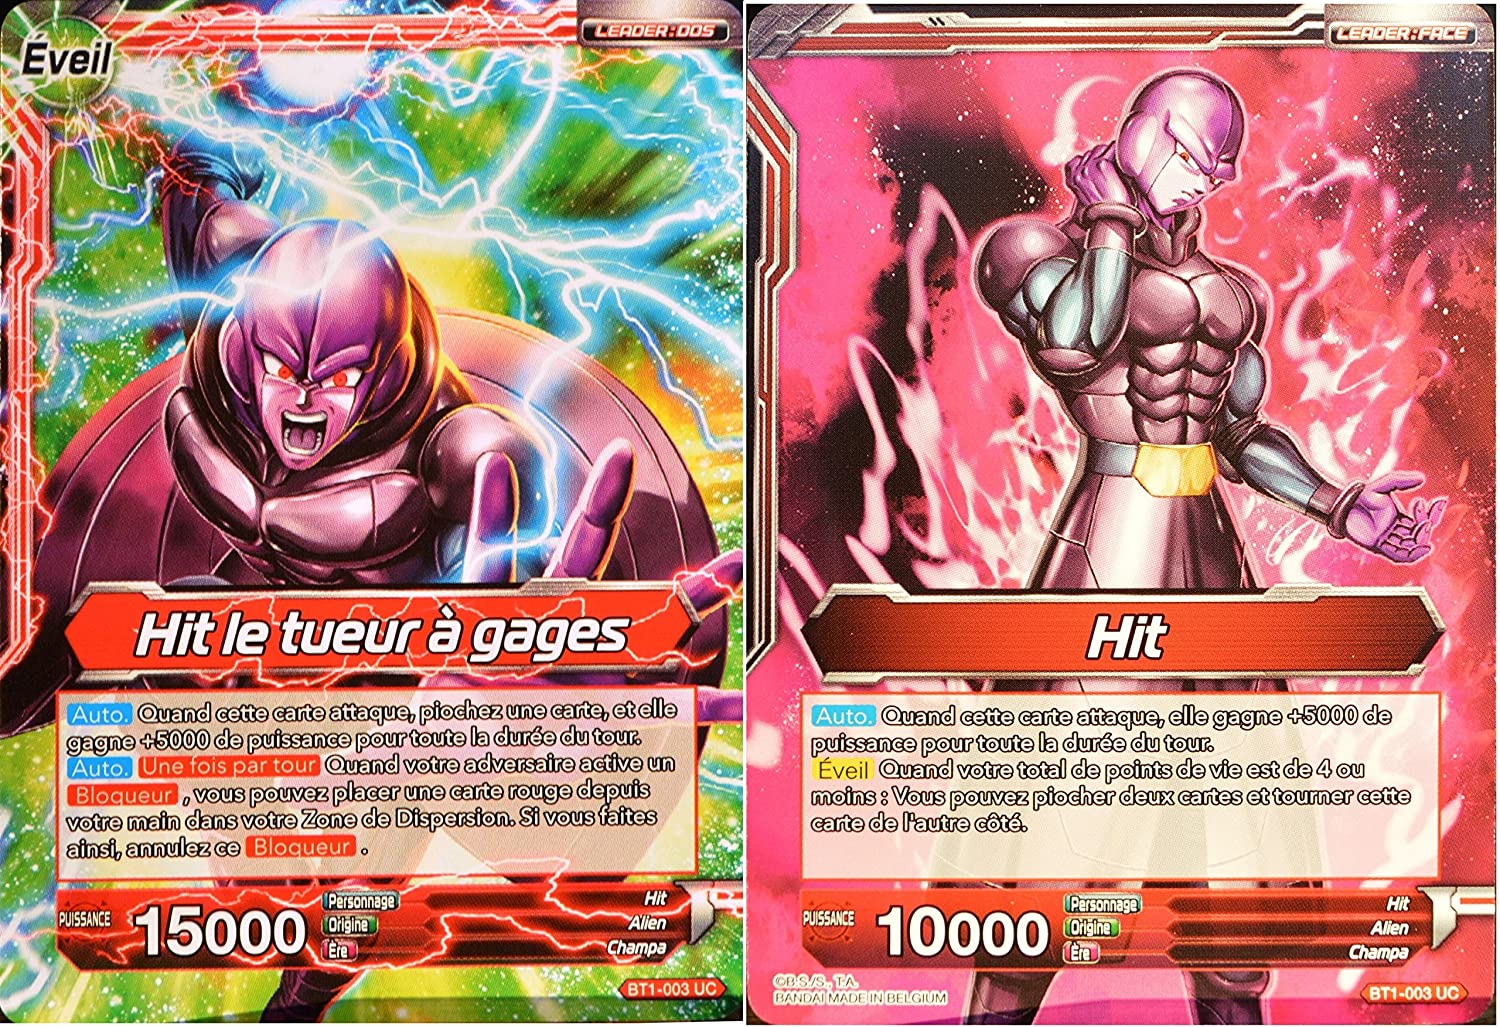 Éveil
LEADER:DOS
Hit le tueur à gages
Auto. Quand cette carte attaque, piochez une carte, et elle
gagne +5000 de puissance pour toute la durée du tour.
Auto. Une fois par tour Quand votre adversaire active un
Bloqueur , vous pouvez placer une carte rouge depuis
votre main dans votre Zone de Dispersion. Si vous faites
ainsi, annulez ce Bloqueur .
PUISSANCE
15000
Personnage Hit
Origine Alien
Ère Champa
BT1-003 UC
LEADER:FACE
Hit
Auto. Quand cette carte attaque, elle gagne +5000 de
puissance pour toute la durée du tour.
Éveil Quand votre total de points de vie est de 4 ou
moins : Vous pouvez piocher deux cartes et tourner cette
carte de l'autre côté.
PUISSANCE
10000
Personnage Hit
Origine Alien
Ère Champa
©B.S./S., T.A.
BANDAI MADE IN BELGIUM
BT1-003 UC